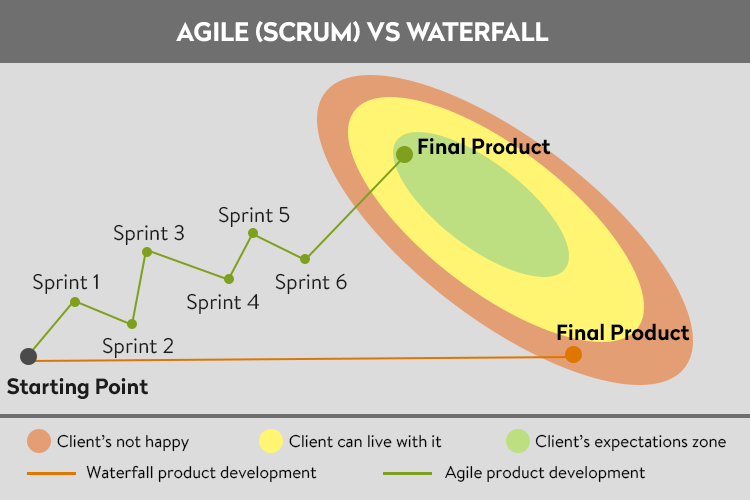 AGILE (SCRUM) VS WATERFALL
Final Product
Sprint 5
Sprint 3
Sprint 1
Sprint 6
Sprint 4
Sprint 2
Final Product
Starting Point
Client's not happy
Client can live with it
Client's expectations zone
Waterfall product development
Agile product development